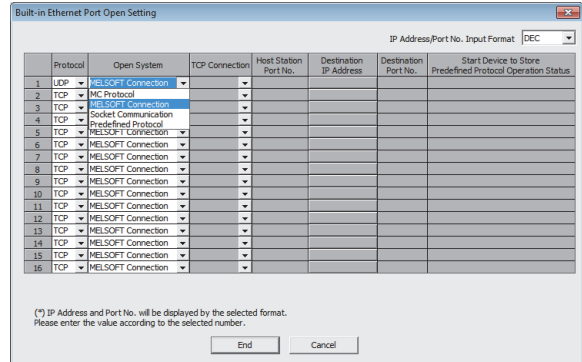 Built-in Ethernet Port Open Setting
IP Address/Port No. Input Format DEC
Protocol Open System TCP Connection Host Station Port No. Destination IP Address Destination Port No. Start Device to Store Predefined Protocol Operation Status
1 UDP MELSOFT Connection
2 TCP MC Protocol
3 TCP MELSOFT Connection
4 TCP Socket Communication
Predefined Protocol
5 TCP MELSOFT Connection
6 TCP MELSOFT Connection
7 TCP MELSOFT Connection
8 TCP MELSOFT Connection
9 TCP MELSOFT Connection
10 TCP MELSOFT Connection
11 TCP MELSOFT Connection
12 TCP MELSOFT Connection
13 TCP MELSOFT Connection
14 TCP MELSOFT Connection
15 TCP MELSOFT Connection
16 TCP MELSOFT Connection
(*) IP Address and Port No. will be displayed by the selected format.
Please enter the value according to the selected number.
End Cancel